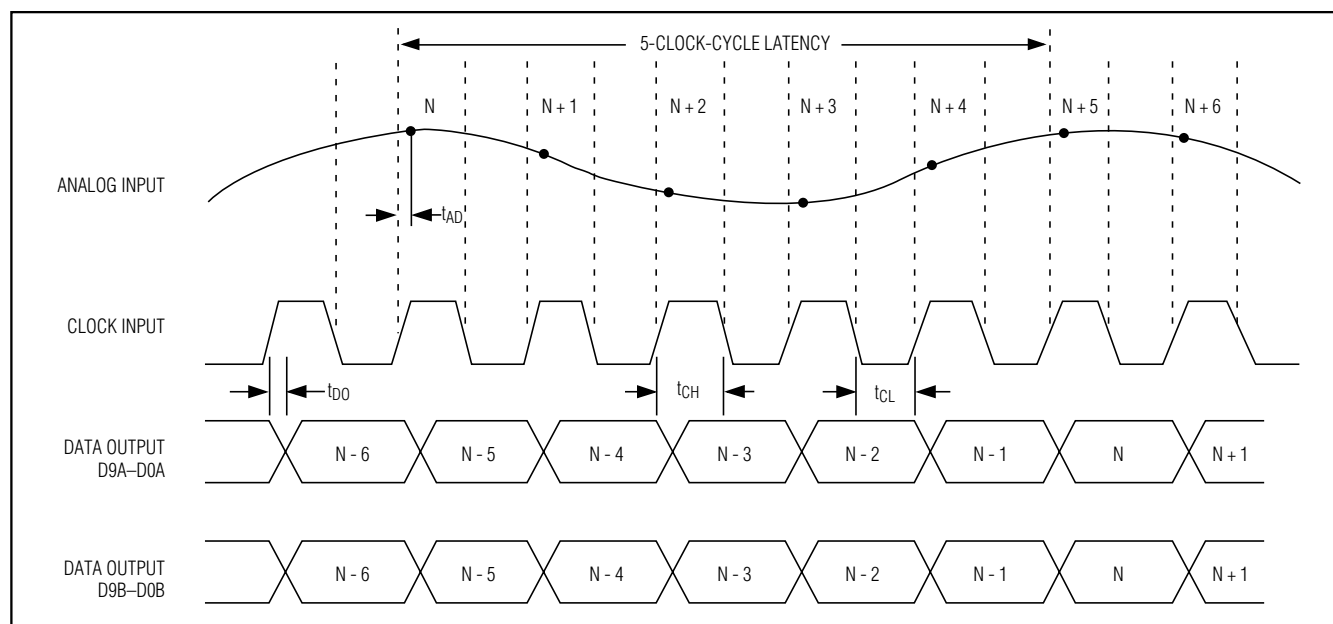 5-CLOCK-CYCLE LATENCY
N N + 1 N + 2 N + 3 N + 4 N + 5 N + 6
ANALOG INPUT
tAD
CLOCK INPUT
tDO tCH tCL
DATA OUTPUT
D9A–D0A
N - 6 N - 5 N - 4 N - 3 N - 2 N - 1 N N + 1
DATA OUTPUT
D9B–D0B
N - 6 N - 5 N - 4 N - 3 N - 2 N - 1 N N + 1